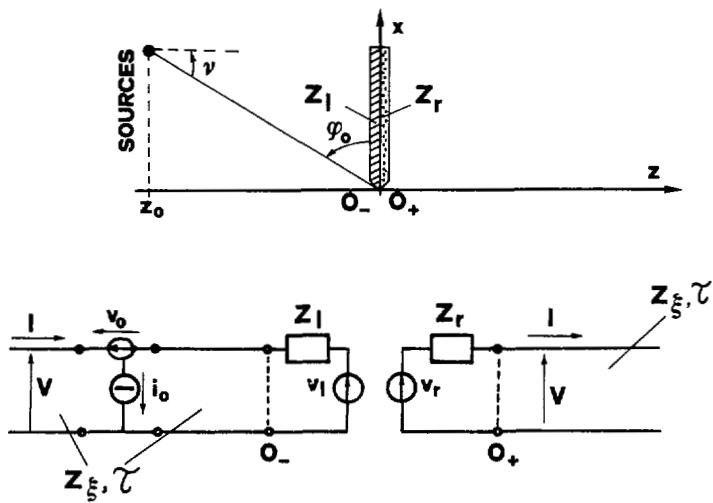 x
SOURCES
ν
Z_l Z_r
φ_o
z_o
O_- O_+
z
Z_ξ, τ
I v_o Z_l Z_r I
V i_o v_l v_r V
O_- O_+
Z_ξ, τ